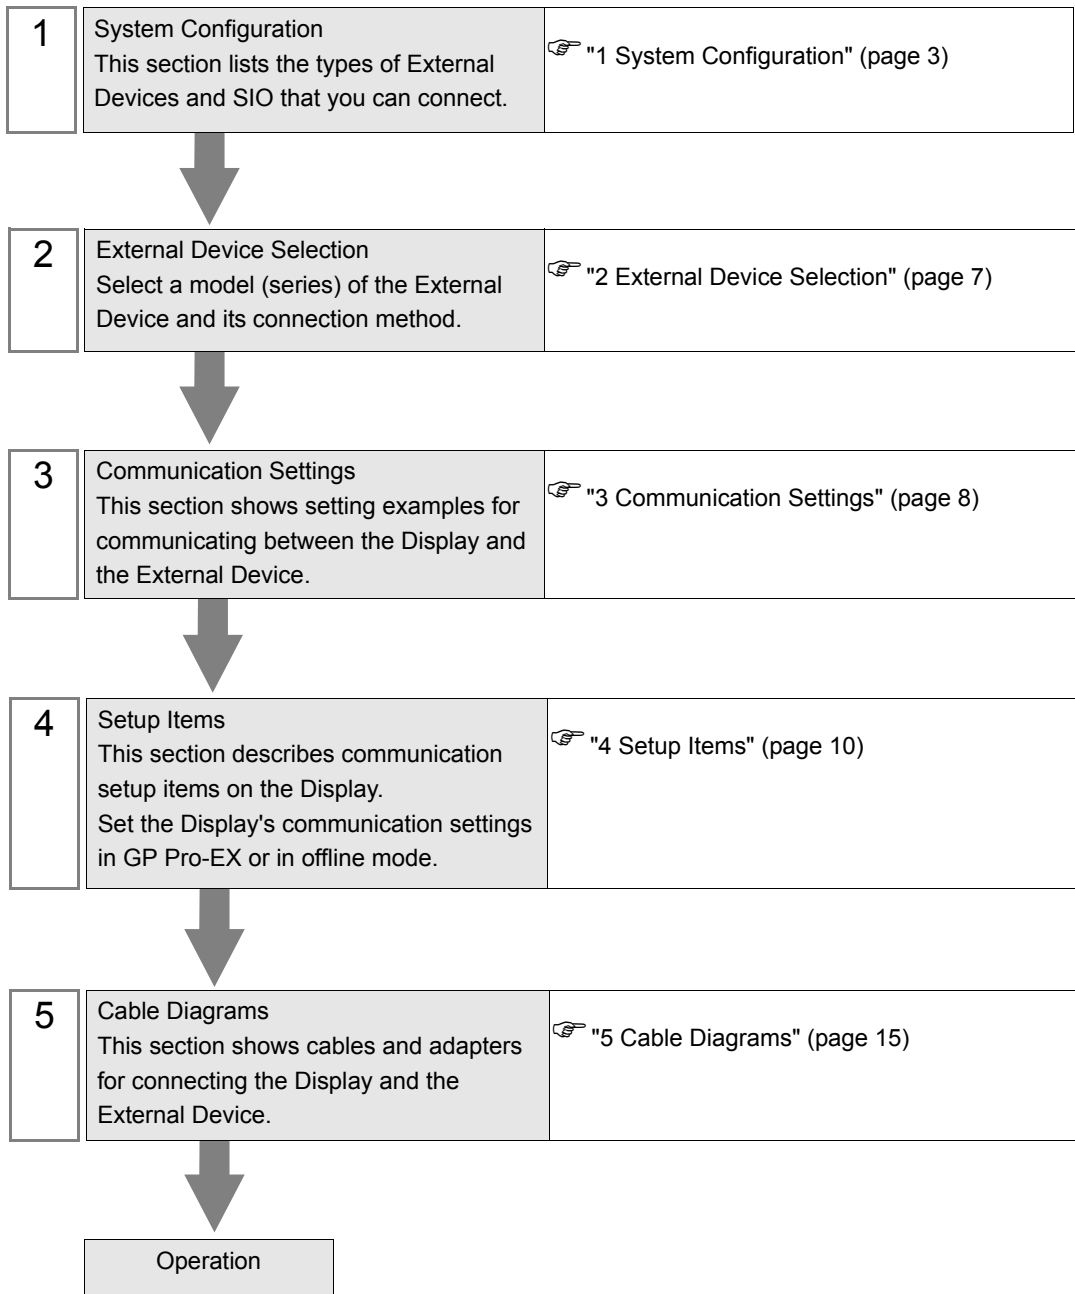 1
System Configuration
This section lists the types of External
Devices and SIO that you can connect.
"1 System Configuration" (page 3)
2
External Device Selection
Select a model (series) of the External
Device and its connection method.
"2 External Device Selection" (page 7)
3
Communication Settings
This section shows setting examples for
communicating between the Display and
the External Device.
"3 Communication Settings" (page 8)
4
Setup Items
This section describes communication
setup items on the Display.
Set the Display's communication settings
in GP Pro-EX or in offline mode.
"4 Setup Items" (page 10)
5
Cable Diagrams
This section shows cables and adapters
for connecting the Display and the
External Device.
"5 Cable Diagrams" (page 15)
Operation